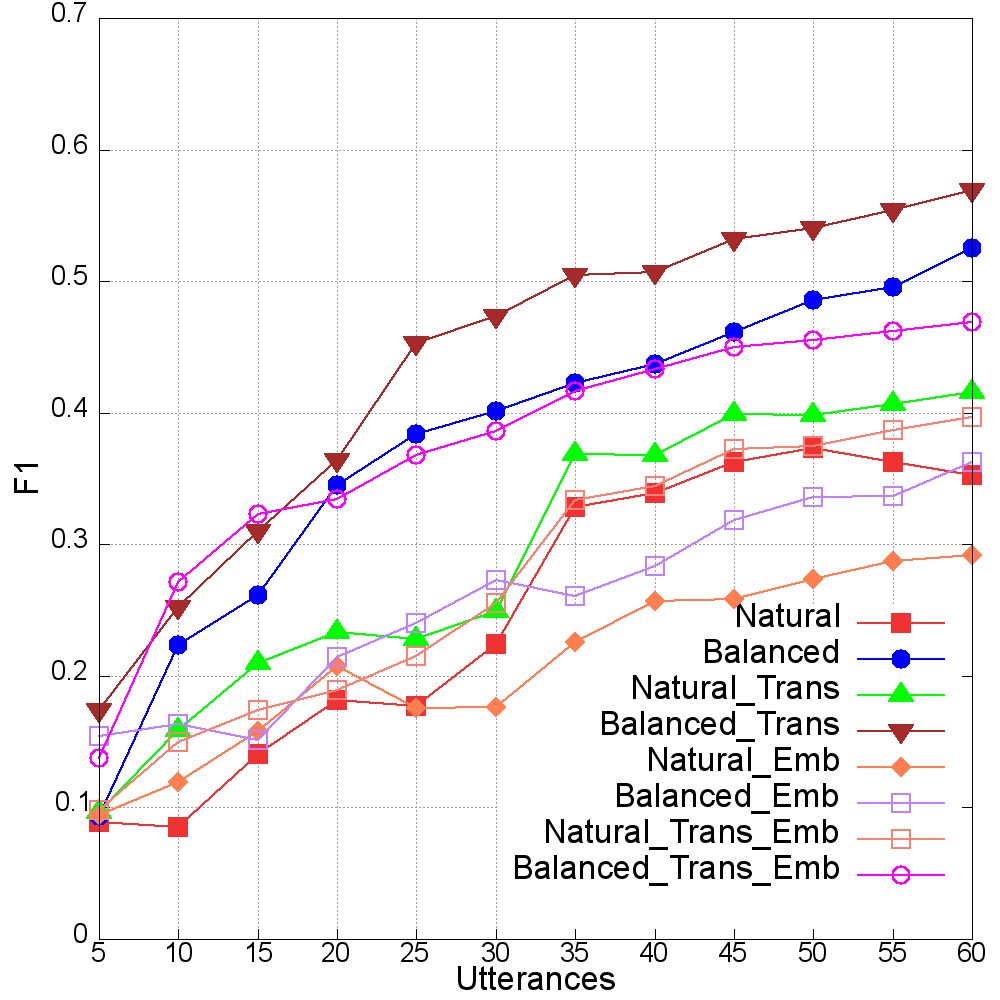 0.7
0.6
0.5
0.4
0.3
0.2
0.1
0
F1
Natural
Balanced
Natural_Trans
Balanced_Trans
Natural_Emb
Balanced_Emb
Natural_Trans_Emb
Balanced_Trans_Emb
5 10 15 20 25 30 35 40 45 50 55 60
Utterances